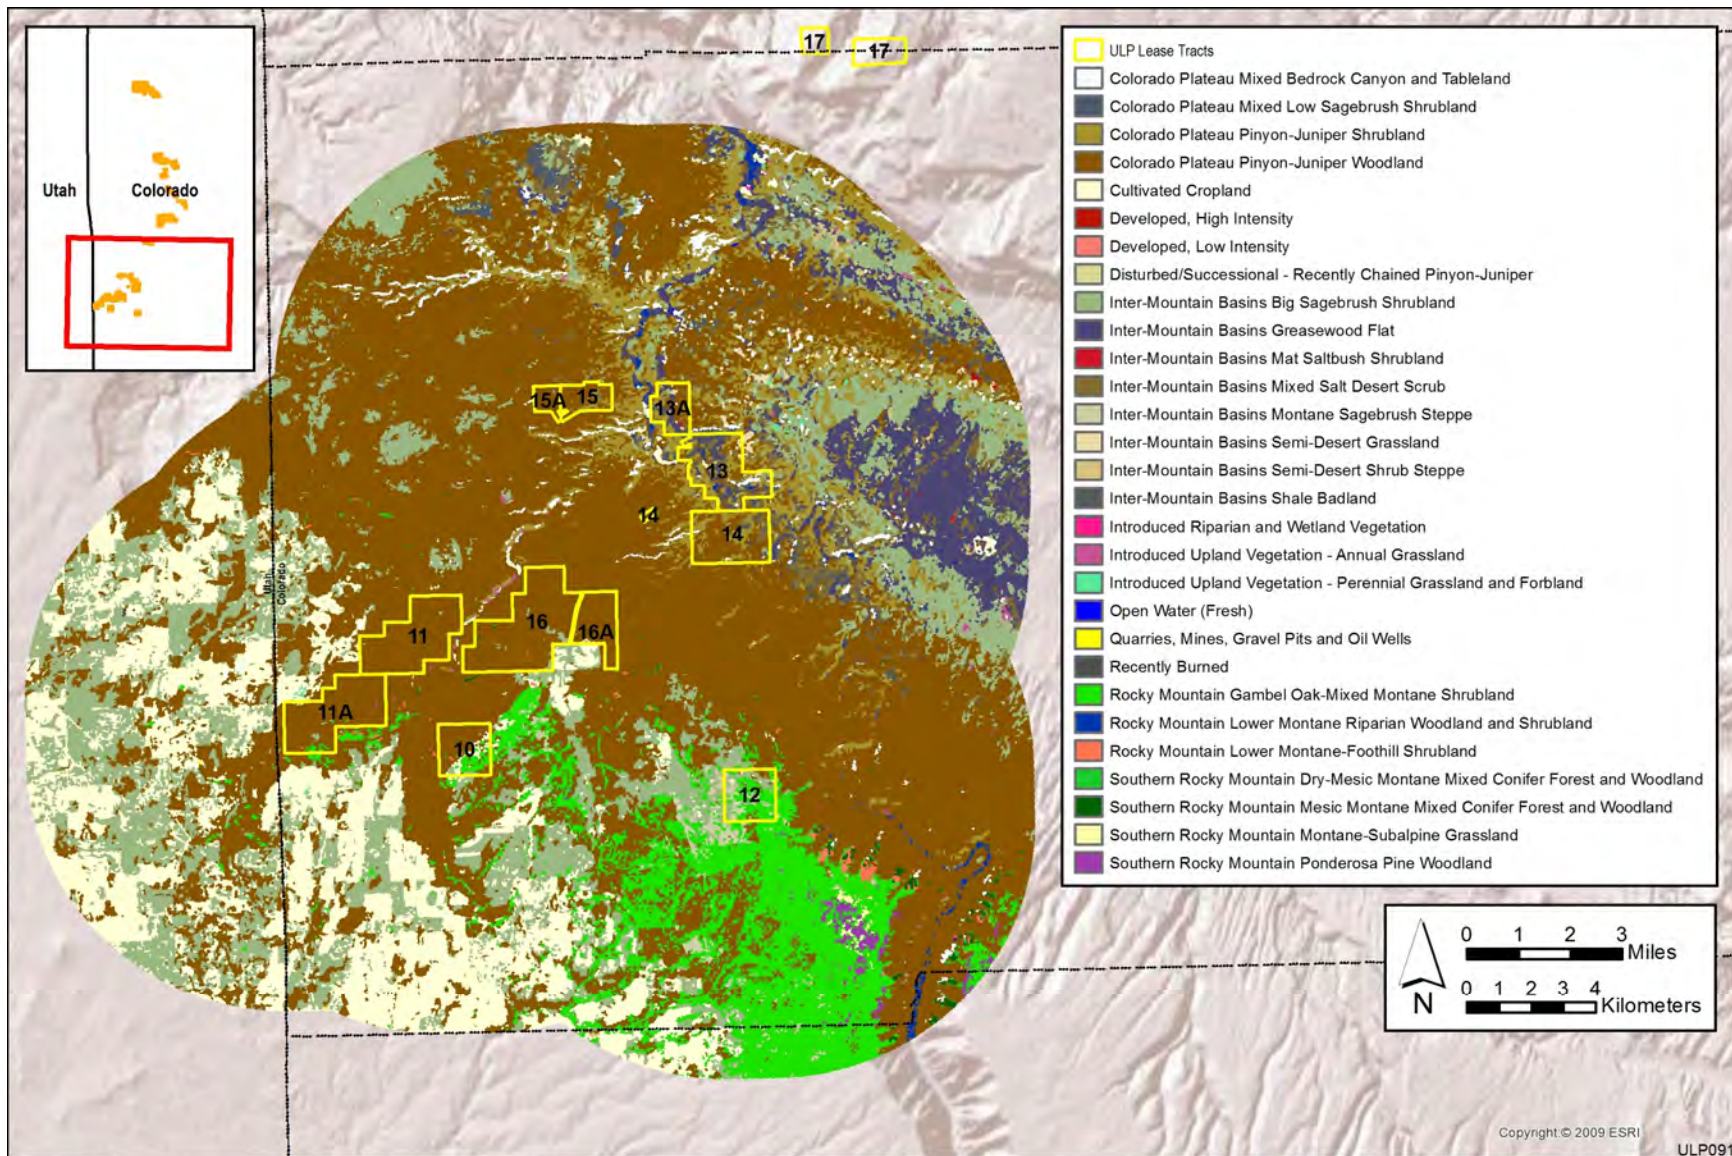 17
17
Utah
Colorado
15A
15
13A
13
14
14
Utah
Colorado
11
16
16A
11A
10
12
ULP Lease Tracts
Colorado Plateau Mixed Bedrock Canyon and Tableland
Colorado Plateau Mixed Low Sagebrush Shrubland
Colorado Plateau Pinyon-Juniper Shrubland
Colorado Plateau Pinyon-Juniper Woodland
Cultivated Cropland
Developed, High Intensity
Developed, Low Intensity
Disturbed/Successional - Recently Chained Pinyon-Juniper
Inter-Mountain Basins Big Sagebrush Shrubland
Inter-Mountain Basins Greasewood Flat
Inter-Mountain Basins Mat Saltbush Shrubland
Inter-Mountain Basins Mixed Salt Desert Scrub
Inter-Mountain Basins Montane Sagebrush Steppe
Inter-Mountain Basins Semi-Desert Grassland
Inter-Mountain Basins Semi-Desert Shrub Steppe
Inter-Mountain Basins Shale Badland
Introduced Riparian and Wetland Vegetation
Introduced Upland Vegetation - Annual Grassland
Introduced Upland Vegetation - Perennial Grassland and Forbland
Open Water (Fresh)
Quarries, Mines, Gravel Pits and Oil Wells
Recently Burned
Rocky Mountain Gambel Oak-Mixed Montane Shrubland
Rocky Mountain Lower Montane Riparian Woodland and Shrubland
Rocky Mountain Lower Montane-Foothill Shrubland
Southern Rocky Mountain Dry-Mesic Montane Mixed Conifer Forest and Woodland
Southern Rocky Mountain Mesic Montane Mixed Conifer Forest and Woodland
Southern Rocky Mountain Montane-Subalpine Grassland
Southern Rocky Mountain Ponderosa Pine Woodland
N
0 1 2 3
Miles
0 1 2 3 4
Kilometers
Copyright © 2009 ESRI
ULP091